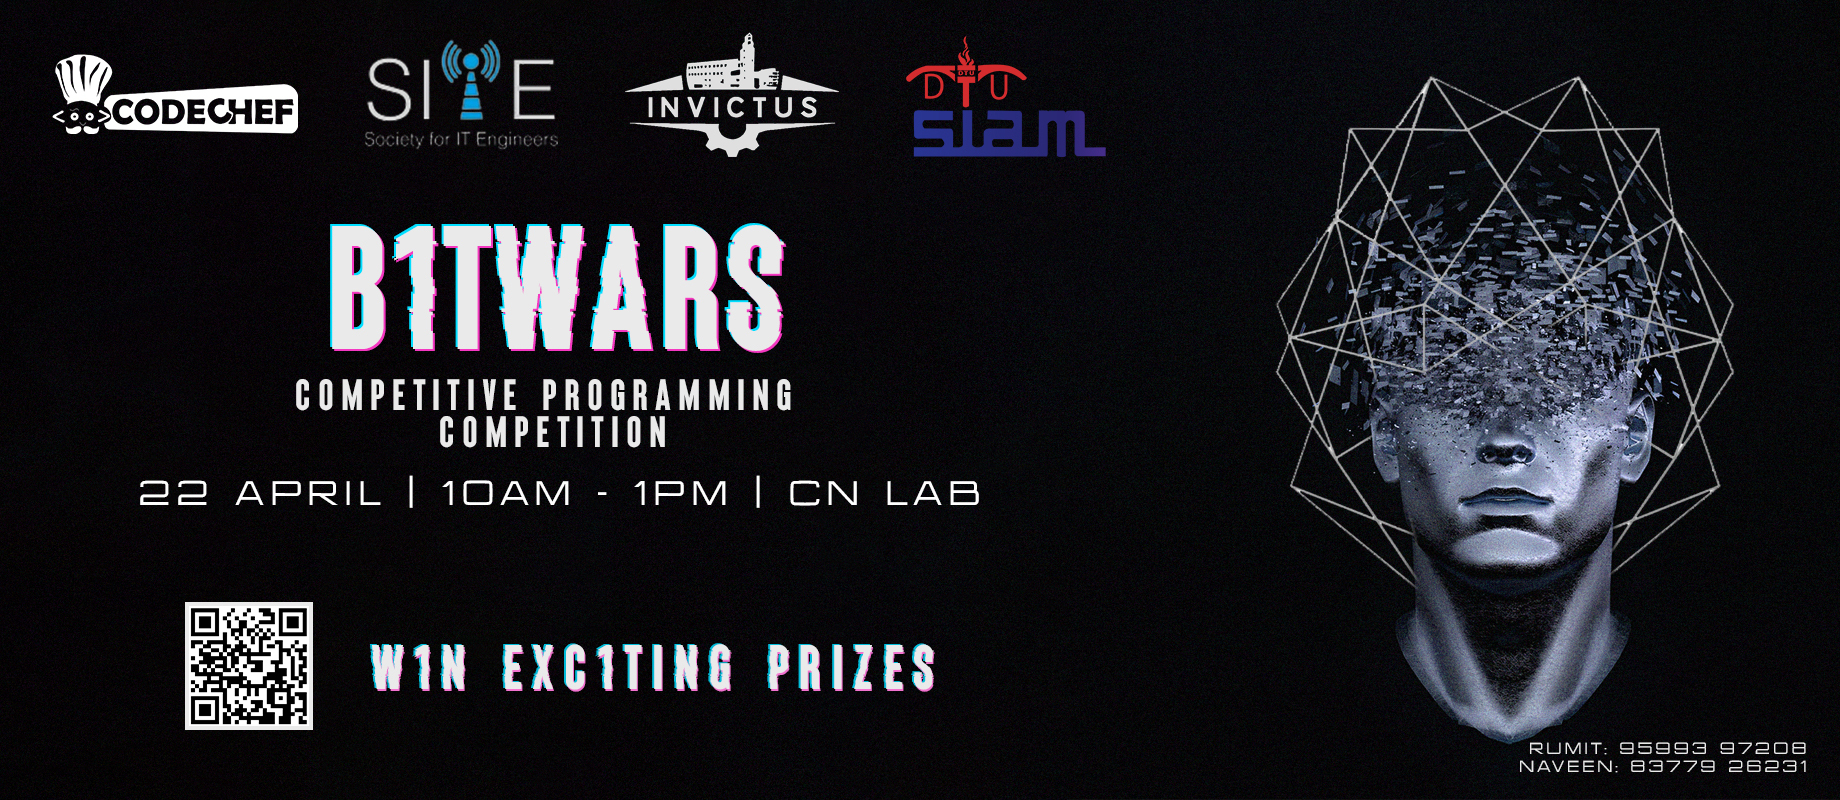 CODECHEF
SITE
Society for IT Engineers
INVICTUS
DTU
DTU
SIAM
B1TWARS
COMPETITIVE PROGRAMMING
COMPETITION
22 APRIL | 10AM - 1PM | CN LAB
W1N EXC1TING PRIZES
RUMIT: 95993 97208
NAVEEN: 83779 26231